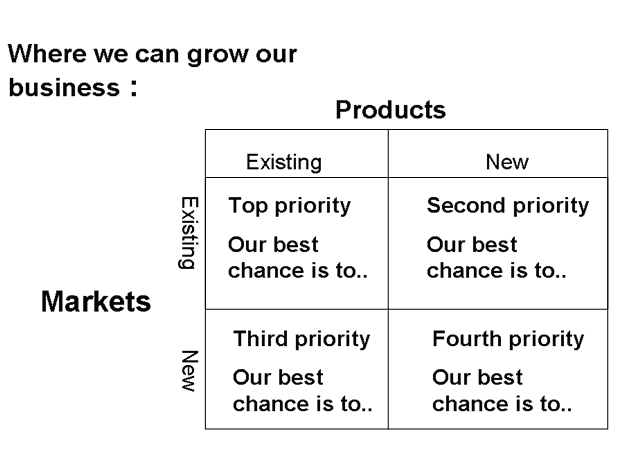 Where we can grow our
business：
Products
Existing
New
Existing
Top priority
Second priority
Our best
chance is to..
Our best
chance is to..
Markets
New
Third priority
Fourth priority
Our best
chance is to..
Our best
chance is to..